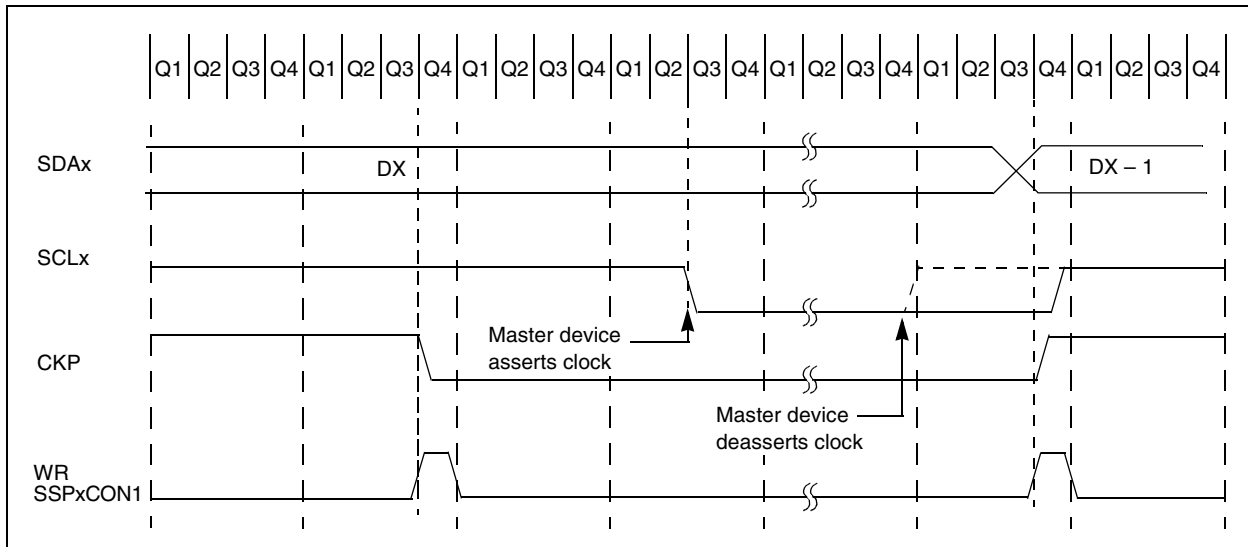 Q1 Q2 Q3 Q4 Q1 Q2 Q3 Q4 Q1 Q2 Q3 Q4 Q1 Q2 Q3 Q4 Q1 Q2 Q3 Q4 Q1 Q2 Q3 Q4 Q1 Q2 Q3 Q4
SDAx
DX
DX – 1
SCLx
Master device
asserts clock
CKP
Master device
deasserts clock
WR
SSPxCON1